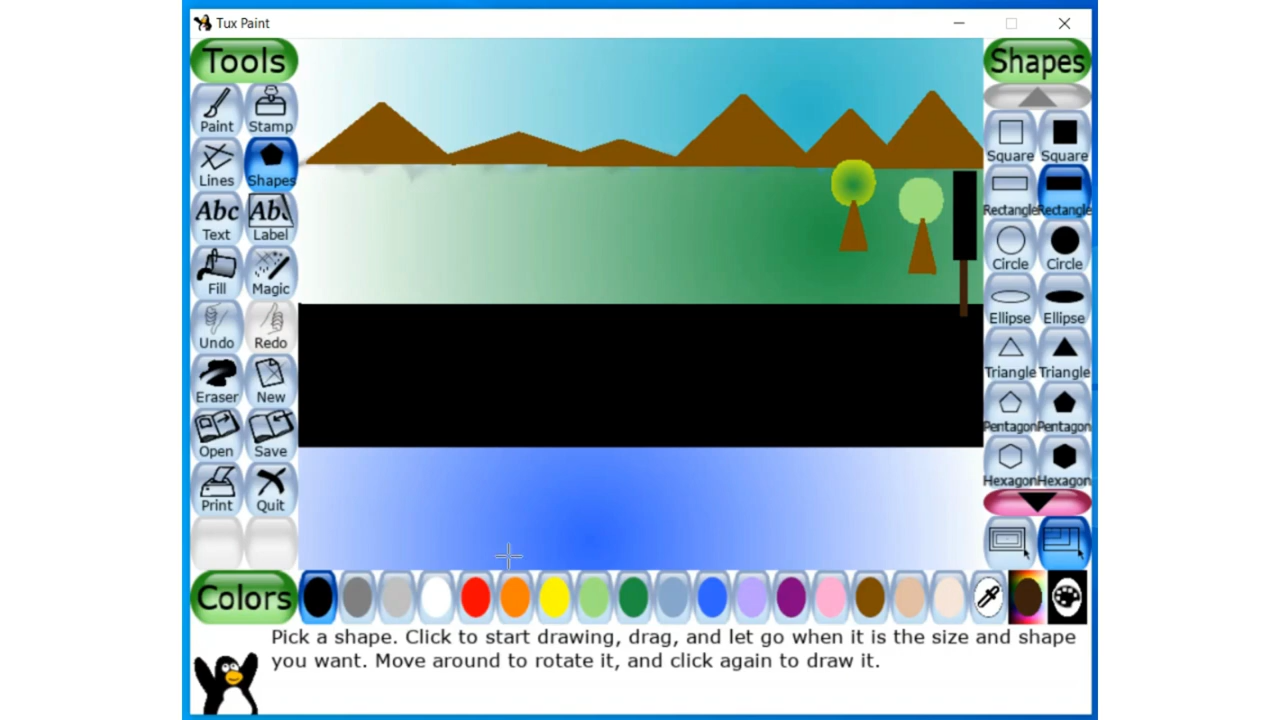 Tux Paint
Tools
Shapes
Paint Stamp
Square Square
Lines Shapes
Rectangle Rectangle
Abc Abc
Text Label
Circle Circle
Fill Magic
Ellipse Ellipse
Undo Redo
Triangle Triangle
Eraser New
Pentagon Pentagon
Open Save
Hexagon Hexagon
Print Quit
Colors
Pick a shape. Click to start drawing, drag, and let go when it is the size and shape
you want. Move around to rotate it, and click again to draw it.